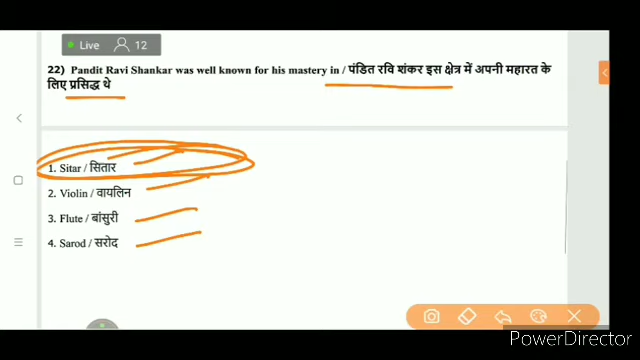 Live 12
22) Pandit Ravi Shankar was well known for his mastery in / पंडित रवि शंकर इस क्षेत्र में अपनी महारत के
लिए प्रसिद्ध थे
1. Sitar / सितार
2. Violin / वायलिन
3. Flute / बांसुरी
4. Sarod / सरोद
PowerDirector